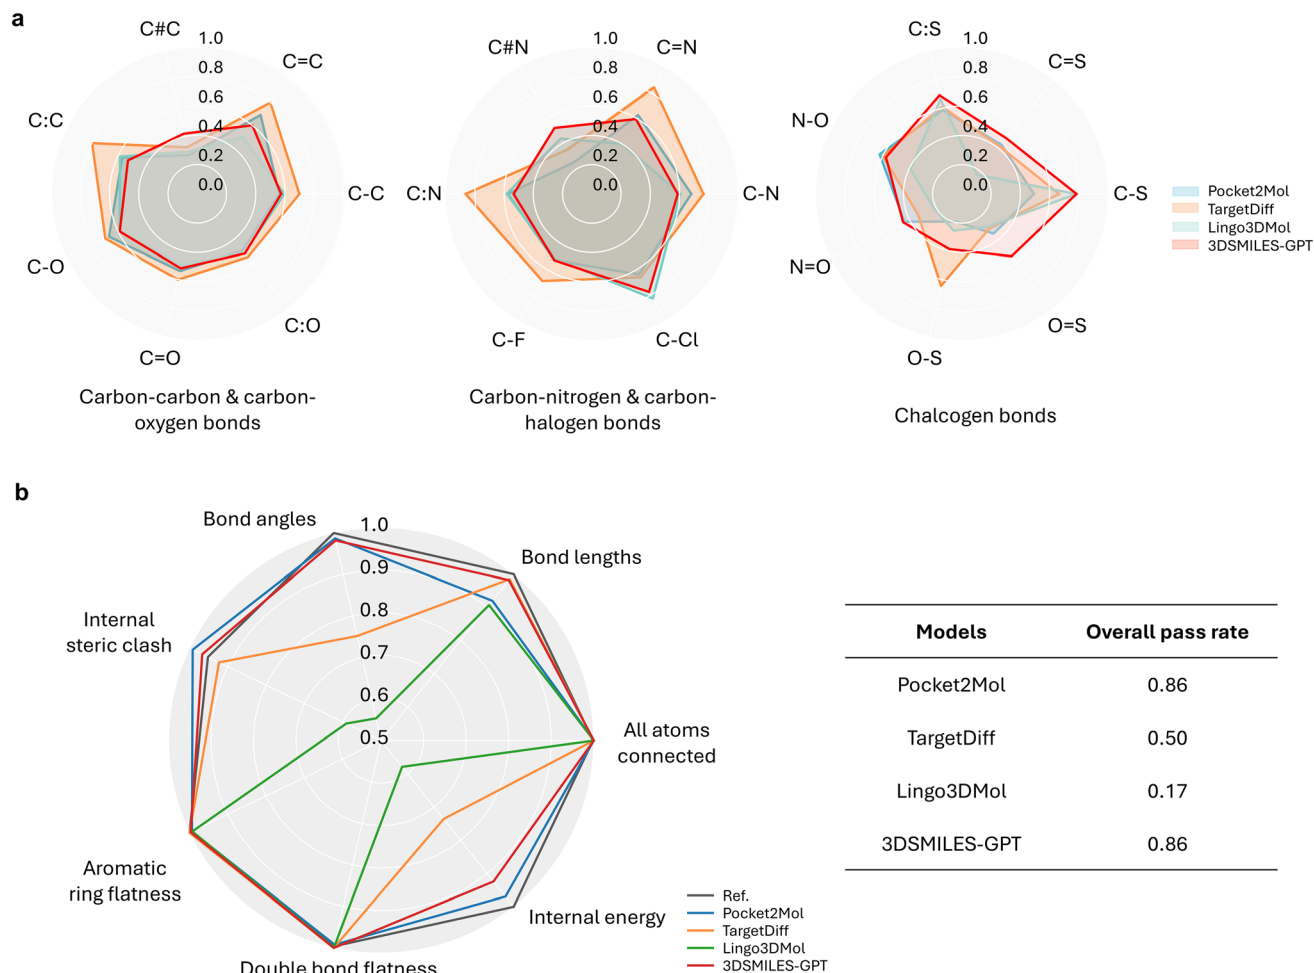 a
C#C
C=C
C:C
C-C
C-O
C:O
C=O
1.0
0.8
0.6
0.4
0.2
0.0
Carbon-carbon & carbon-
oxygen bonds
C#N
C=N
C:N
C-N
C-F
C-Cl
1.0
0.8
0.6
0.4
0.2
0.0
Carbon-nitrogen & carbon-
halogen bonds
C:S
C=S
N-O
C-S
N=O
O=S
O-S
1.0
0.8
0.6
0.4
0.2
0.0
Chalcogen bonds
Pocket2Mol
TargetDiff
Lingo3DMol
3DSMILES-GPT
b
Bond angles
Bond lengths
Internal
steric clash
All atoms
connected
Aromatic
ring flatness
Internal energy
Double bond flatness
1.0
0.9
0.8
0.7
0.6
0.5
Ref.
Pocket2Mol
TargetDiff
Lingo3DMol
3DSMILES-GPT
Models Overall pass rate
Pocket2Mol 0.86
TargetDiff 0.50
Lingo3DMol 0.17
3DSMILES-GPT 0.86